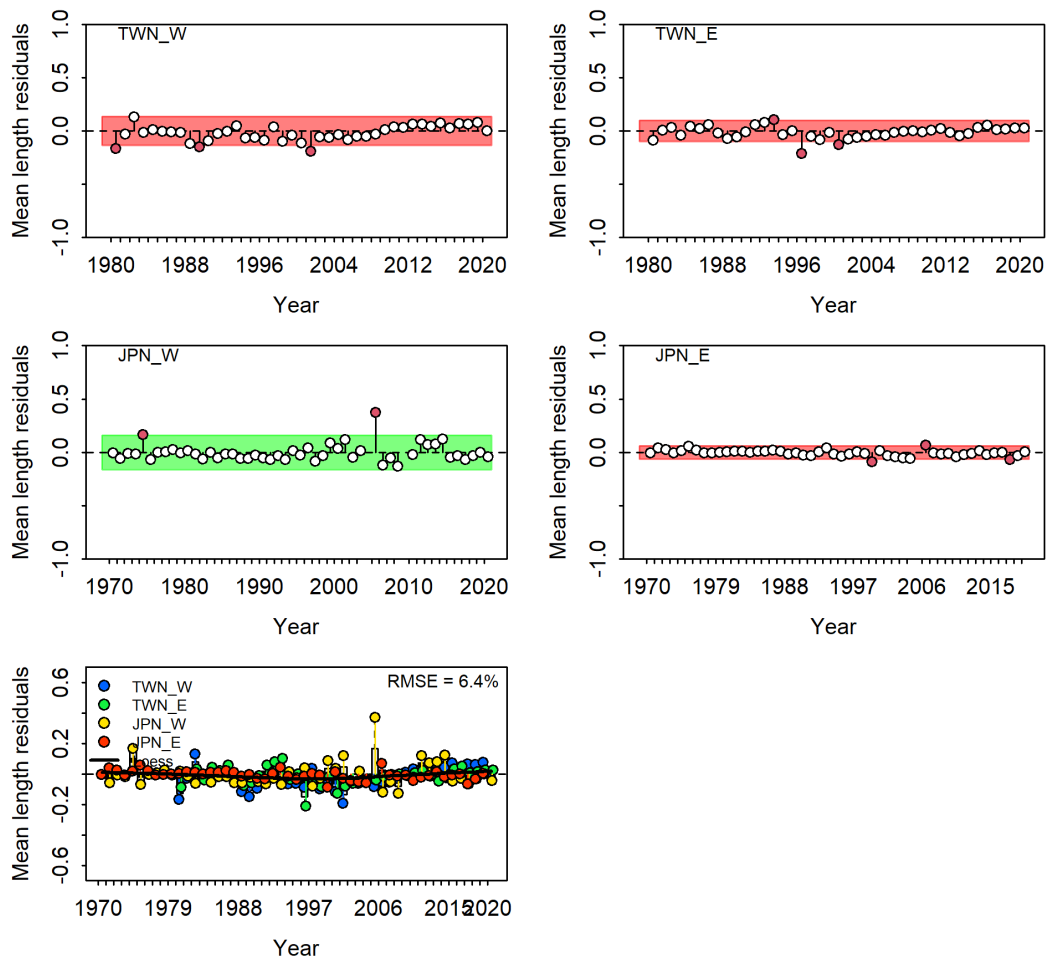 TWN_W
Mean length residuals
1.0
0.5
0.0
-1.0
1980 1988 1996 2004 2012 2020
Year
TWN_E
Mean length residuals
1.0
0.5
0.0
-1.0
1980 1988 1996 2004 2012 2020
Year
JPN_W
Mean length residuals
1.0
0.5
0.0
-1.0
1970 1980 1990 2000 2010 2020
Year
JPN_E
Mean length residuals
1.0
0.5
0.0
-1.0
1970 1979 1988 1997 2006 2015
Year
RMSE = 6.4%
TWN_W
TWN_E
JPN_W
JPN_E
Mean length residuals
0.6
0.2
-0.2
-0.6
1970 1979 1988 1997 2006 2015 2020
Year